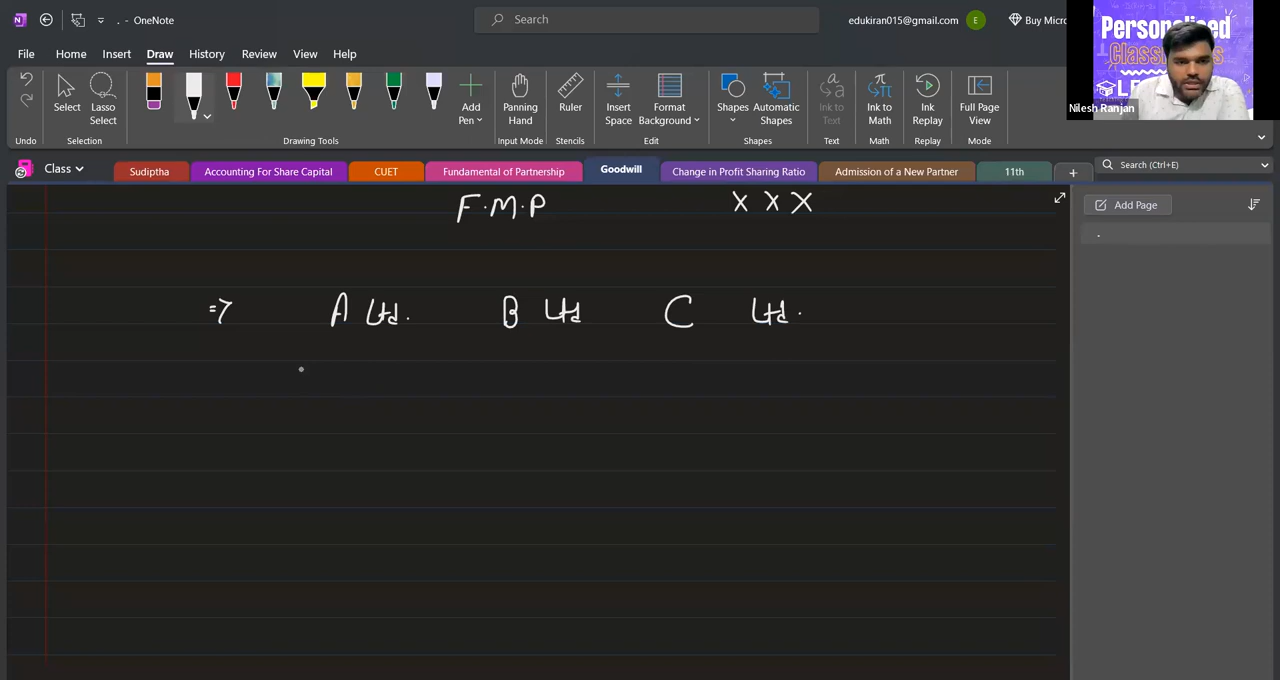 . - OneNote
Search
edukiran015@gmail.com E Buy Micro
File Home Insert Draw History Review View Help
Undo
Select
Lasso Select
Selection
Drawing Tools
Add Pen
Panning Hand
Input Mode
Ruler
Stencils
Insert Space
Format Background
Edit
Shapes
Automatic Shapes
Shapes
Ink to Text
Ink to Math
Math
Ink Replay
Replay
Full Page View
Mode
Personalised
Class
LE
Nilesh Ranjan
Class Sudiptha Accounting For Share Capital CUET Fundamental of Partnership Goodwill Change in Profit Sharing Ratio Admission of a New Partner 11th + Search (Ctrl+E)
Add Page
.
F.M.P X X X
=> A Ltd. B Ltd C Ltd.